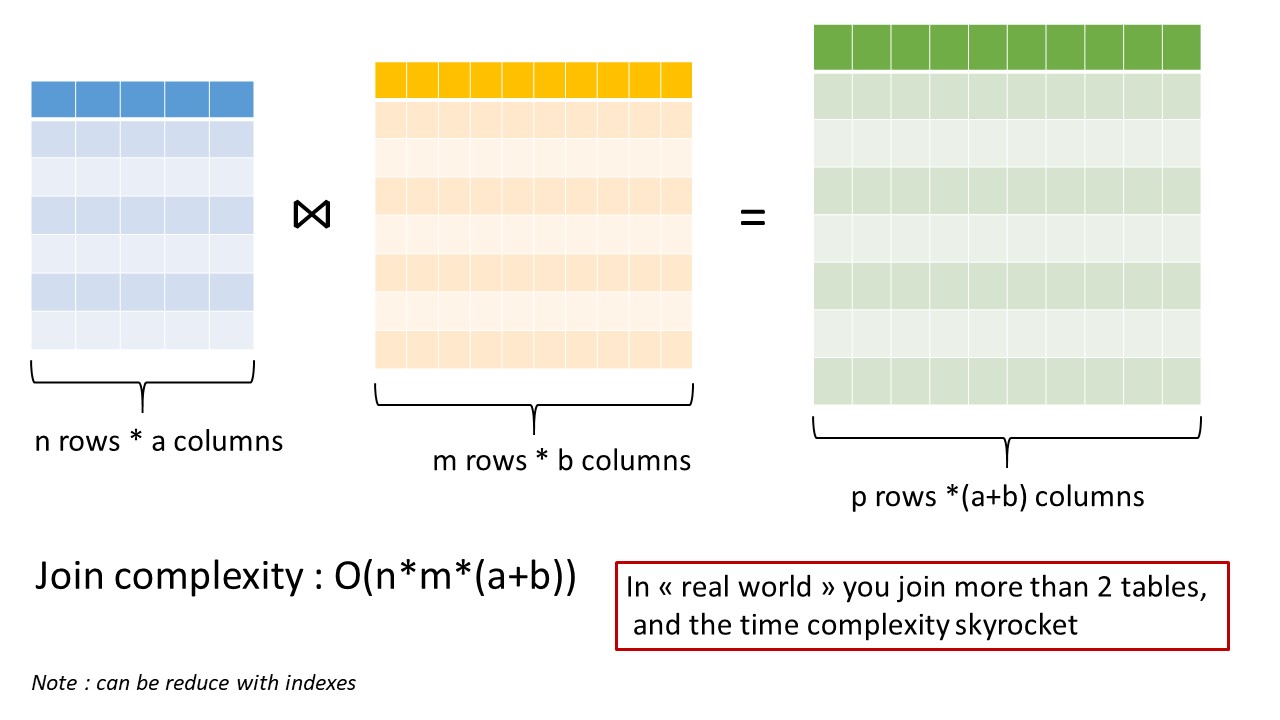 ⋈
=
n rows * a columns
m rows * b columns
p rows *(a+b) columns
Join complexity : O(n*m*(a+b))
In « real world » you join more than 2 tables,
and the time complexity skyrocket
Note : can be reduce with indexes